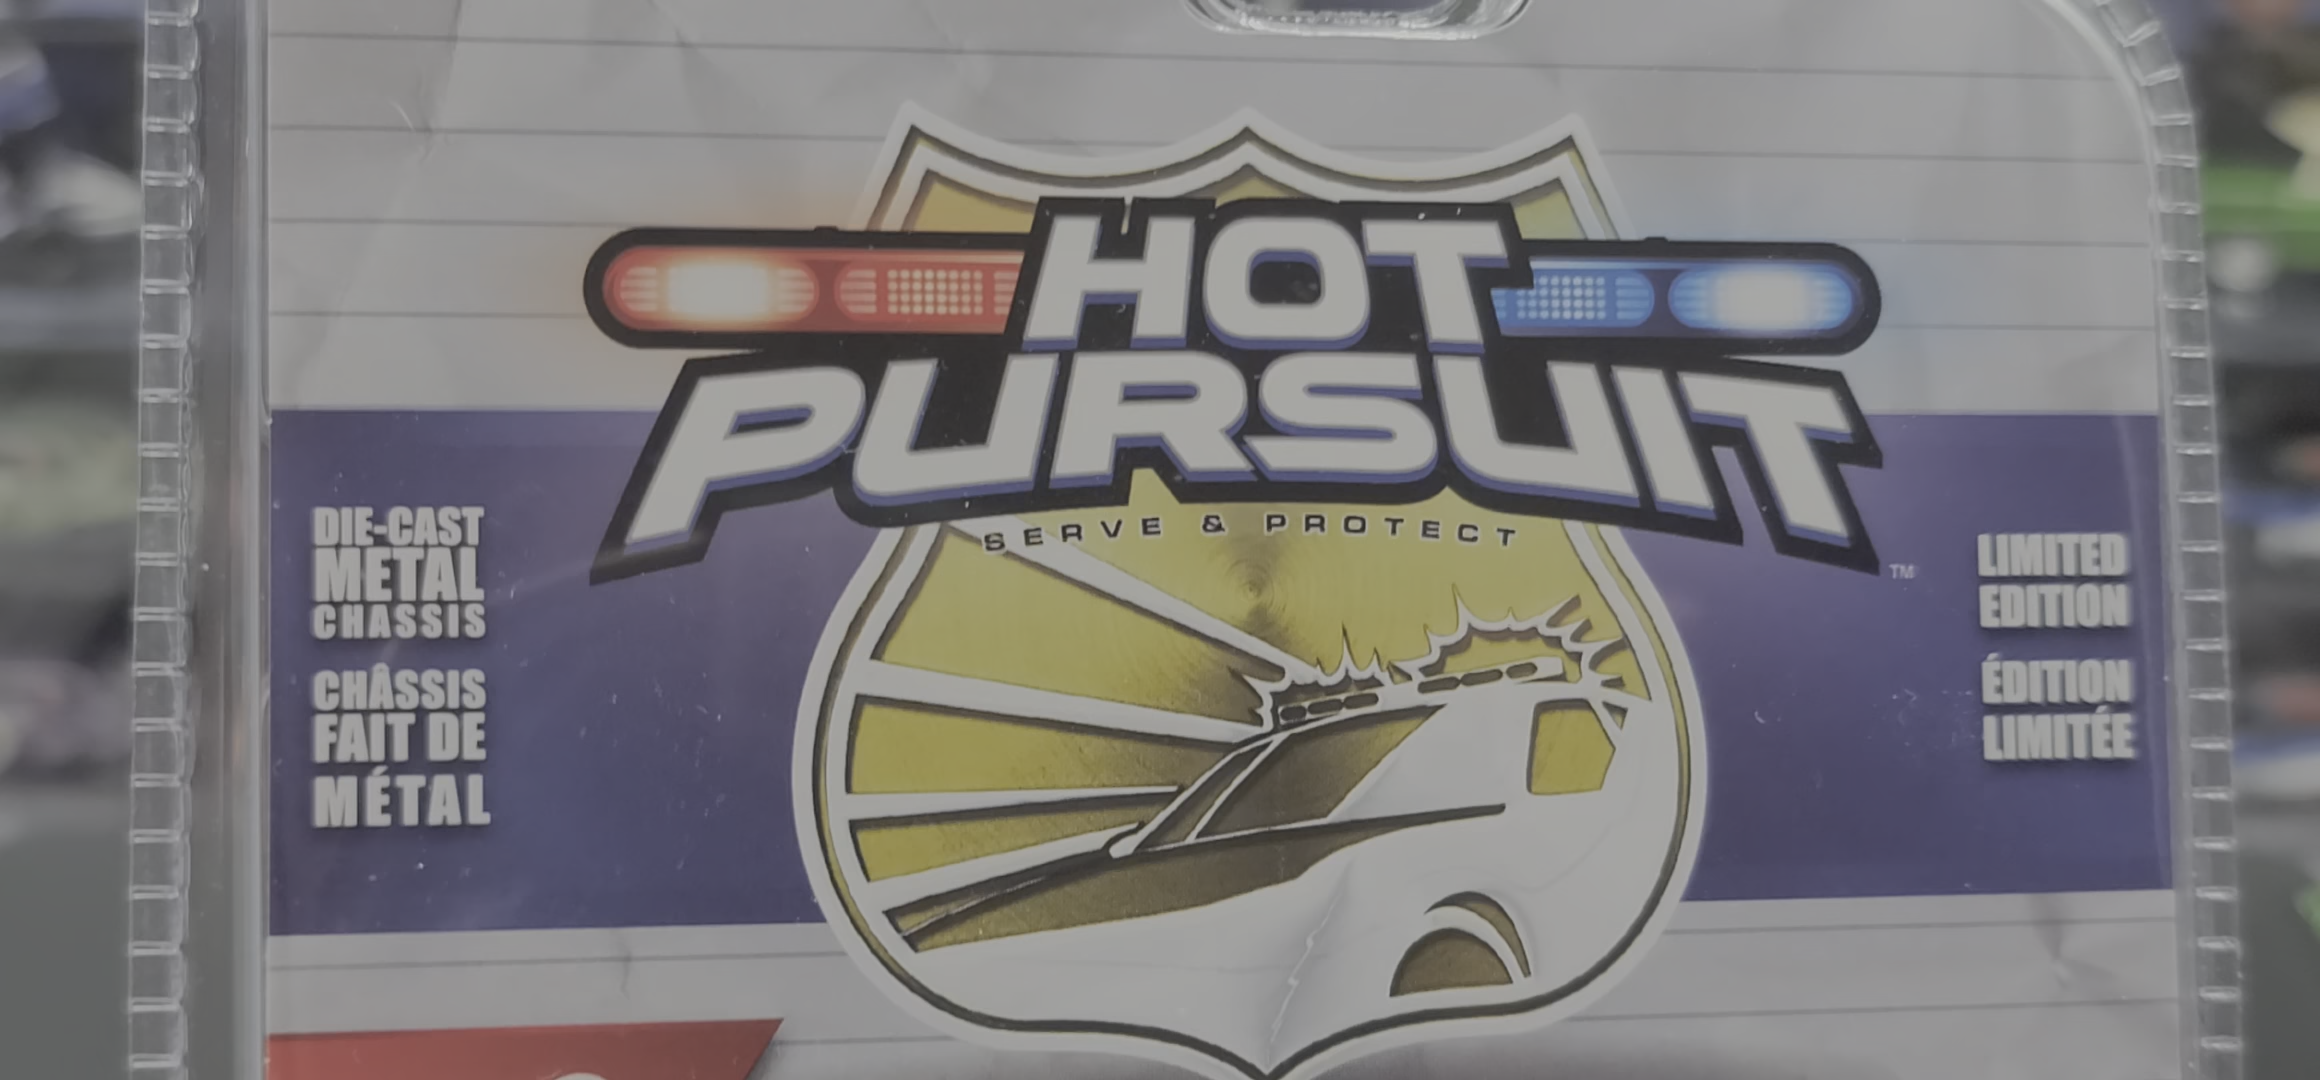 HOT
PURSUIT
TM
SERVE & PROTECT
DIE-CAST
METAL
CHASSIS
CHÂSSIS
FAIT DE
MÉTAL
LIMITED
EDITION
ÉDITION
LIMITÉE